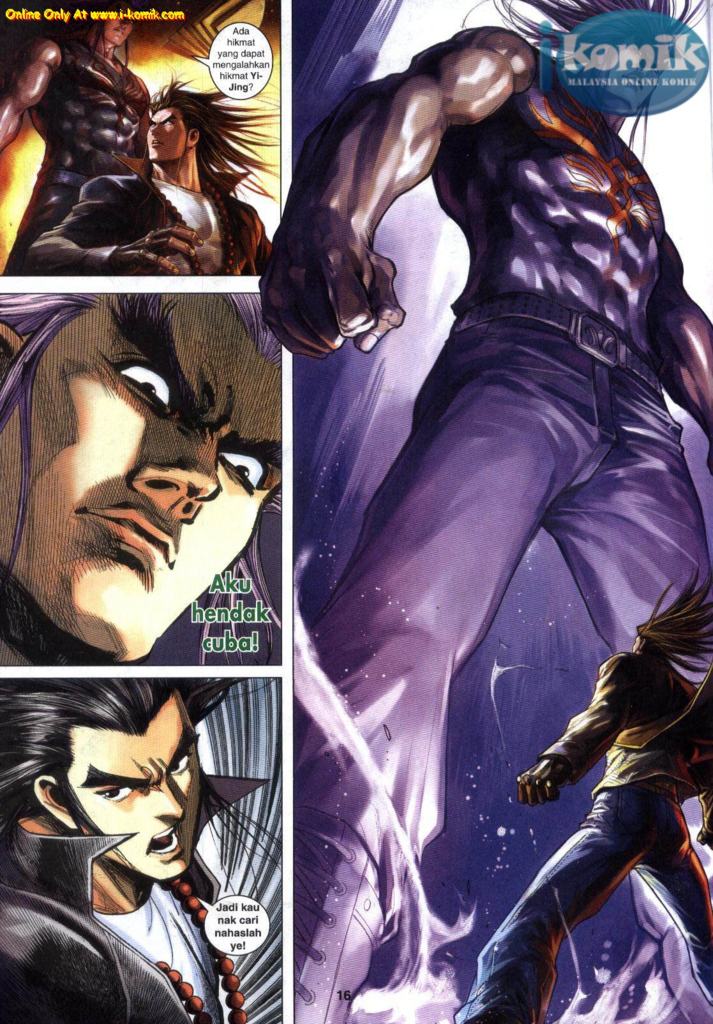 Online Only At www.i-komik.com
ikomik
MALAYSIA ONLINE KOMIK
Ada
hikmat
yang dapat
mengalahkan
hikmat Yi-
Jing?
Aku
hendak
cuba!
Jadi kau
nak cari
nahaslah
ye!
16